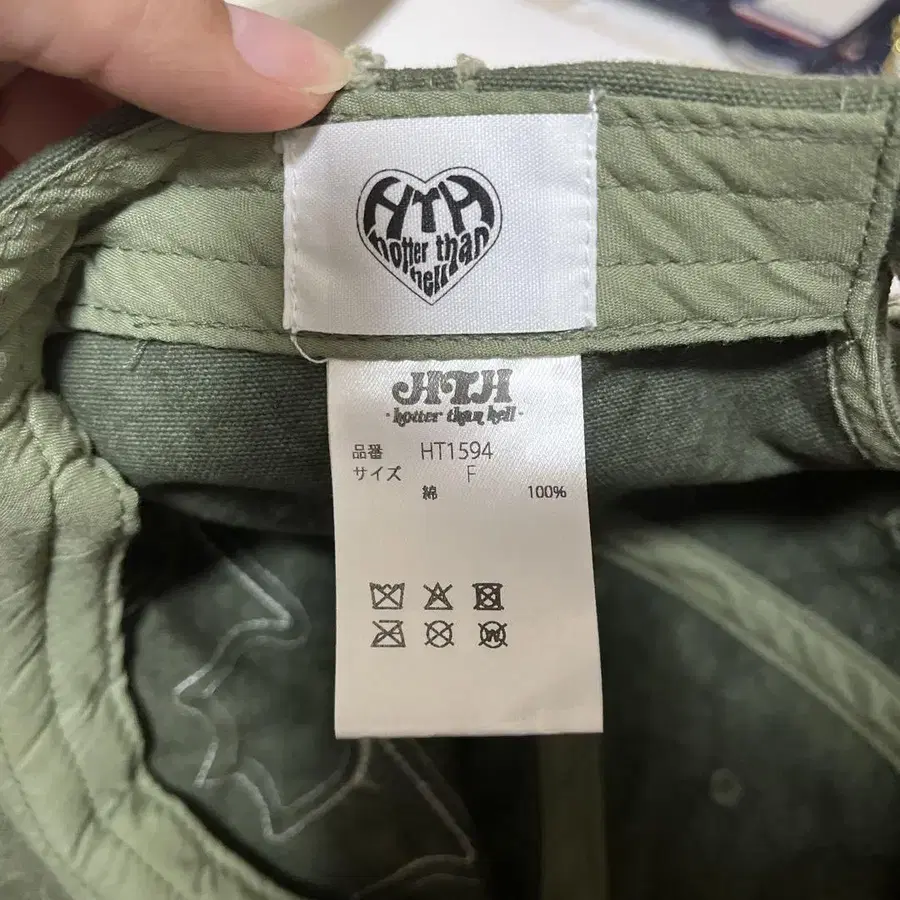 HTH
hotter than
hell
HTH
· hotter than hell ·
品番 HT1594
サイズ F
綿 100%
W